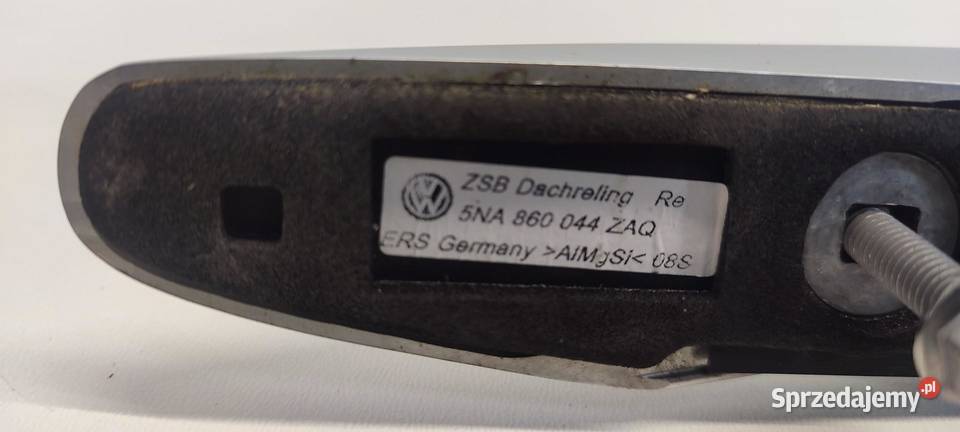 ZSB Dachreling Re
5NA 860 044 ZAQ
ERS Germany >AlMgSi< 08S
Sprzedajemy.pl